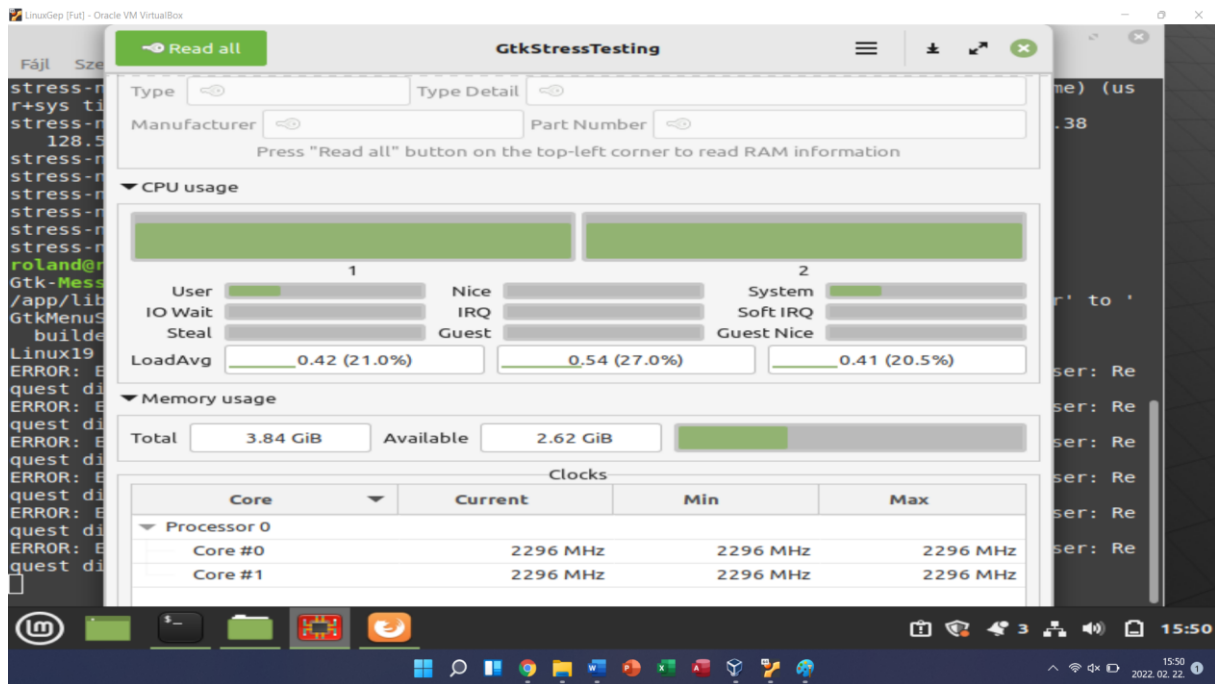 LinuxGep [Fut] - Oracle VM VirtualBox
Read all
GtkStressTesting
Fájl Sze
Type
Type Detail
Manufacturer
Part Number
Press "Read all" button on the top-left corner to read RAM information
CPU usage
1
2
User
Nice
System
IO Wait
IRQ
Soft IRQ
Steal
Guest
Guest Nice
LoadAvg
0.42 (21.0%)
0.54 (27.0%)
0.41 (20.5%)
Memory usage
Total
3.84 GiB
Available
2.62 GiB
Clocks
Core
Current
Min
Max
Processor 0
Core #0 2296 MHz 2296 MHz 2296 MHz
Core #1 2296 MHz 2296 MHz 2296 MHz
stress-n
r+sys ti
stress-n
128.5
stress-n
stress-n
stress-n
stress-n
stress-n
stress-n
roland@r
Gtk-Mess
/app/lib
GtkMenuS
builde
Linux19
ERROR: E
quest di
ERROR: E
quest di
ERROR: E
quest di
ERROR: E
quest di
ERROR: E
quest di
ERROR: E
quest di
me) (us
.38
r' to '
ser: Re
ser: Re
ser: Re
ser: Re
ser: Re
ser: Re
$_
3
15:50
15:50
2022. 02. 22.
1